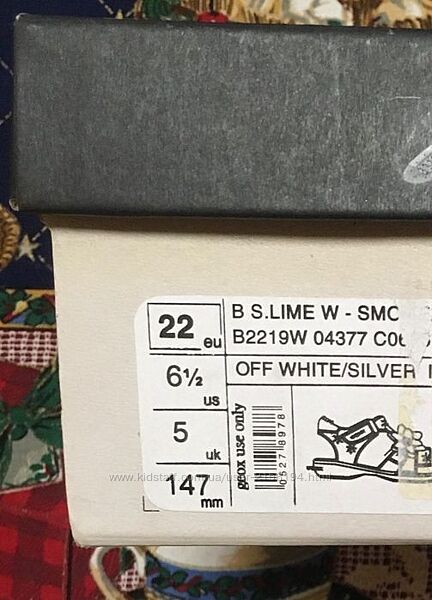 22 eu
6½ us
5 uk
147 mm
B S.LIME W - SMO
B2219W 04377
OFF WHITE/SILVER
geox use only
05278978